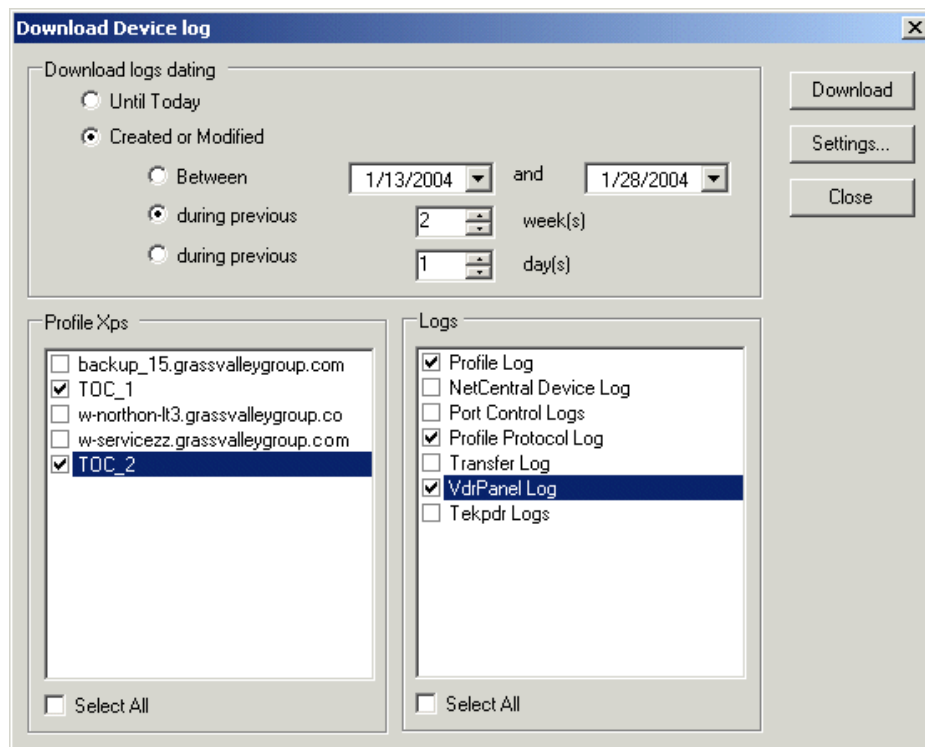 Download Device log
Download logs dating
Until Today
Created or Modified
Between 1/13/2004 and 1/28/2004
during previous 2 week(s)
during previous 1 day(s)
Download
Settings...
Close
Profile Xps
backup_15.grassvalleygroup.com
TOC_1
w-northon-lt3.grassvalleygroup.co
w-servicezz.grassvalleygroup.com
TOC_2
Select All
Logs
Profile Log
NetCentral Device Log
Port Control Logs
Profile Protocol Log
Transfer Log
VdrPanel Log
Tekpdr Logs
Select All